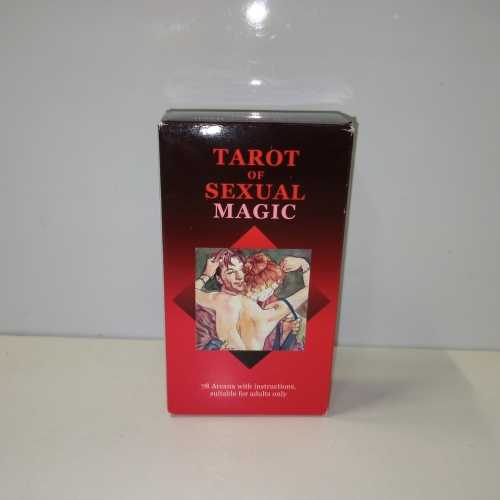 TAROT
OF
SEXUAL
MAGIC
78 Arcana with instructions,
suitable for adults only